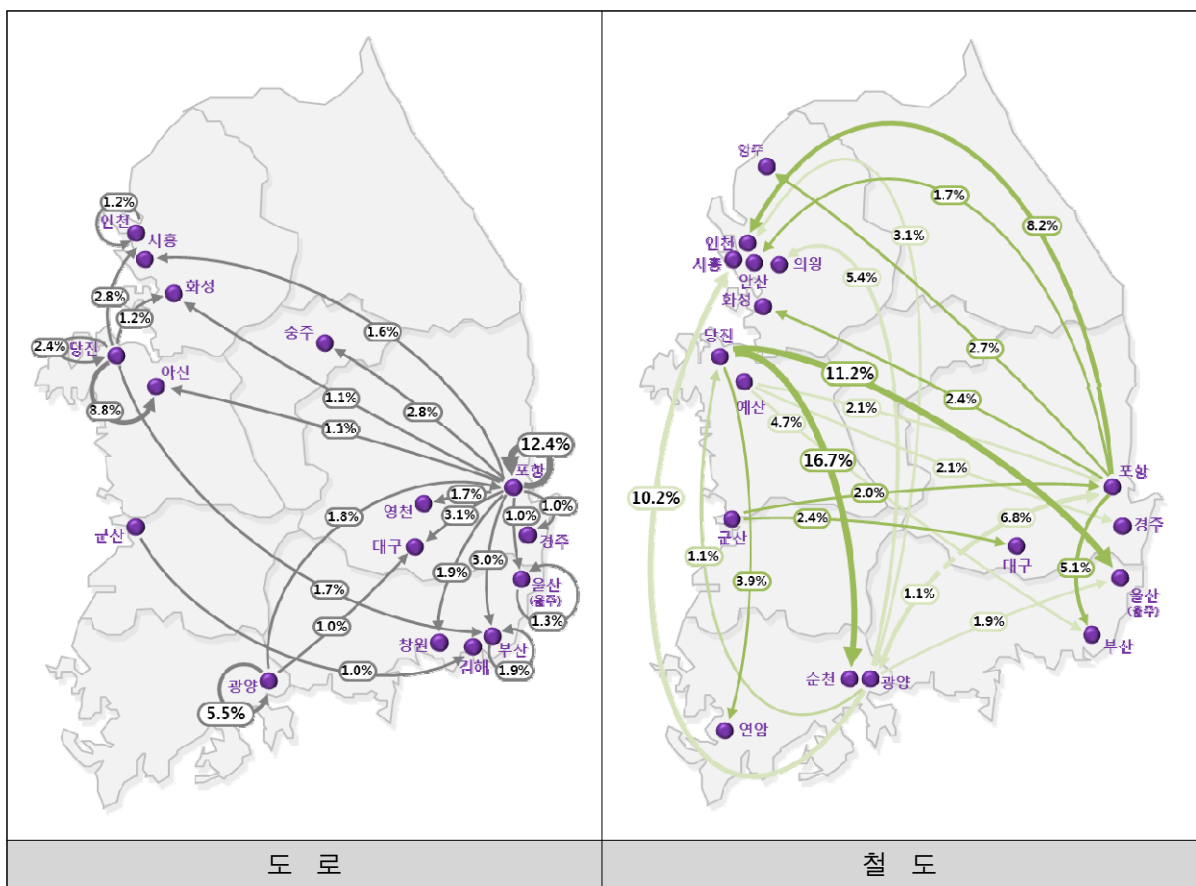 1.2%
인천
시흥
화성
2.8%
1.2%
2.4%
당진
아신
8.8%
충주
1.6%
1.1%
2.8%
1.1%
12.4%
포항
영천
1.7%
1.0%
1.0%
1.8%
3.1%
대구
경주
군산
1.9%
3.0%
울산
(울주)
1.7%
1.3%
1.0%
창원
김해
부산
1.9%
1.0%
광양
5.5%
도 로
양주
인천
시흥
안산
의왕
화성
3.1%
1.7%
8.2%
5.4%
당진
예산
11.2%
2.7%
2.4%
4.7%
2.1%
16.7%
2.1%
포항
10.2%
2.0%
6.8%
군산
2.4%
대구
경주
1.1%
3.9%
1.1%
5.1%
울산
(울주)
1.9%
부산
순천
광양
연암
철 도